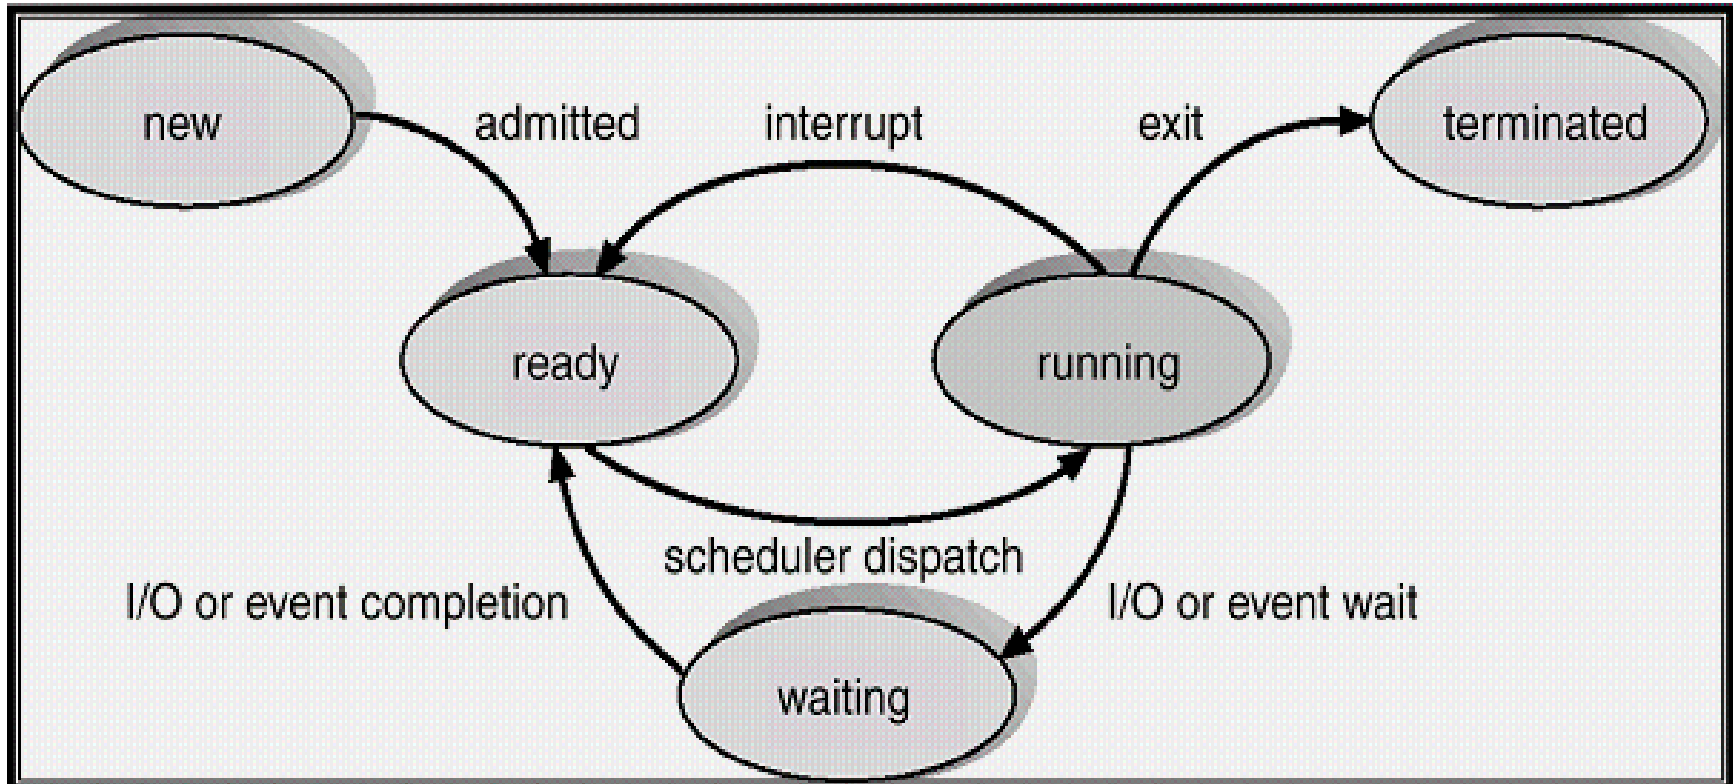 new
admitted
interrupt
exit
terminated
ready
running
scheduler dispatch
I/O or event completion
I/O or event wait
waiting